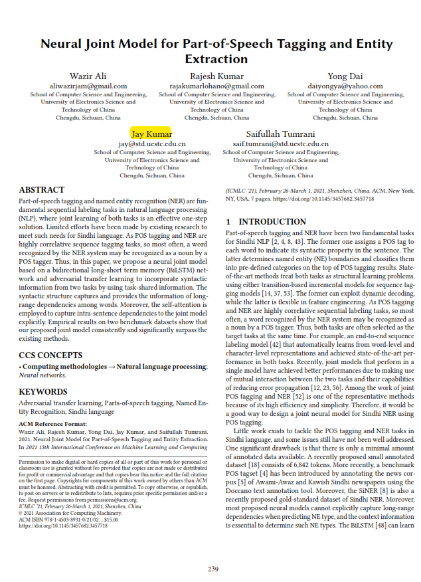 Neural Joint Model for Part-of-Speech Tagging and Entity
Extraction
Wazir Ali
aliwazirjam@gmail.com
School of Computer Science and Engineering,
University of Electronics Science and
Technology of China
Chengdu, Sichuan, China
Rajesh Kumar
rajakumarlohano@gmail.com
School of Computer Science and Engineering,
University of Electronics Science and
Technology of China
Chengdu, Sichuan, China
Yong Dai
daiyongya@yahoo.com
School of Computer Science and Engineering,
University of Electronics Science and
Technology of China
Chengdu, Sichuan, China
Jay Kumar
jay@std.uestc.edu.cn
School of Computer Science and Engineering,
University of Electronics Science and
Technology of China
Chengdu, Sichuan, China
Saifullah Tumrani
saif.tumrani@std.uestc.edu.cn
School of Computer Science and Engineering,
University of Electronics Science and
Technology of China
Chengdu, Sichuan, China
ABSTRACT
Part-of-speech tagging and named entity recognition (NER) are fun-
damental sequential labeling tasks in natural language processing
(NLP), where joint learning of both tasks is an effective one-step
solution. Limited efforts have been made by existing research to
meet such needs for Sindhi language. As POS tagging and NER are
highly correlative sequence tagging tasks, so most often, a word
recognized by the NER system may be recognized as a noun by a
POS tagger. Thus, in this paper, we propose a neural joint model
based on a bidirectional long-short term memory (BiLSTM) net-
work and adversarial transfer learning to incorporate syntactic
information from two tasks by using task-shared information. The
syntactic structure captures and provides the information of long-
range dependencies among words. Moreover, the self-attention is
employed to capture intra-sentence dependencies to the joint model
explicitly. Empirical results on two benchmark datasets show that
our proposed joint model consistently and significantly surpass the
existing methods.
CCS CONCEPTS
• Computing methodologies → Natural language processing;
Neural networks.
KEYWORDS
Adversarial transfer learning, Parts-of-speech tagging, Named En-
tity Recognition, Sindhi language
ACM Reference Format:
Wazir Ali, Rajesh Kumar, Yong Dai, Jay Kumar, and Saifullah Tumrani.
2021. Neural Joint Model for Part-of-Speech Tagging and Entity Extraction.
In 2021 13th International Conference on Machine Learning and Computing
Permission to make digital or hard copies of all or part of this work for personal or
classroom use is granted without fee provided that copies are not made or distributed
for profit or commercial advantage and that copies bear this notice and the full citation
on the first page. Copyrights for components of this work owned by others than ACM
must be honored. Abstracting with credit is permitted. To copy otherwise, or republish,
to post on servers or to redistribute to lists, requires prior specific permission and/or a
fee. Request permissions from permissions@acm.org.
ICMLC '21, February 26-March 1, 2021, Shenzhen, China
© 2021 Association for Computing Machinery.
ACM ISBN 978-1-4503-8931-0/21/02...$15.00
https://doi.org/10.1145/3457682.3457718
(ICMLC '21), February 26-March 1, 2021, Shenzhen, China. ACM, New York,
NY, USA, 7 pages. https://doi.org/10.1145/3457682.3457718
1 INTRODUCTION
Part-of-speech tagging and NER have been two fundamental tasks
for Sindhi NLP [2, 4, 8, 43]. The former one assigns a POS tag to
each word to indicate its syntactic property in the sentence. The
latter determines named entity (NE) boundaries and classifies them
into pre-defined categories on the top of POS tagging results. State-
of-the-art methods treat both tasks as structural learning problems,
using either transition-based incremental models for sequence tag-
ging models [14, 37, 53]. The former can exploit dynamic decoding,
while the latter is flexible in feature engineering. As POS tagging
and NER are highly correlative sequential labeling tasks, so most
often, a word recognized in the NER system may be recognized as
a noun by a POS tagger. Thus, both tasks are often selected as the
target tasks at the same time. For example, an end-to-end sequence
labeling model [42] that automatically learns from word-level and
character-level representations and achieved state-of-the-art per-
formance in both tasks. Recently, joint models that perform in a
single model have achieved better performances due to making use
of mutual interaction between the two tasks and their capabilities
of reducing error propagation [12, 23, 56]. Among the work of joint
POS tagging and NER [52] is one of the representative methods
because of its high efficiency and simplicity. Therefore, it would be
a good way to design a joint neural model for Sindhi NER using
POS tagging.
Little work exists to tackle the POS tagging and NER tasks in
Sindhi language, and some issues still have not been well addressed.
One significant drawback is that there is only a minimal amount
of annotated data available. A recently proposed small annotated
dataset [18] consists of 6,842 tokens. More recently, a benchmark
POS tagset [4] has been introduced by annotating the news cor-
pus [5] of Awami-Awaz and Kawish Sindhi newspapers using the
Doccano text annotation tool. Moreover, the SiNER [8] is also a
recently proposed gold-standard dataset of Sindhi NER. Moreover,
most proposed neural models cannot explicitly capture long-range
dependencies when predicting NE type, and the context information
is essential to determine such NE types. The BiLSTM [48] can learn
239